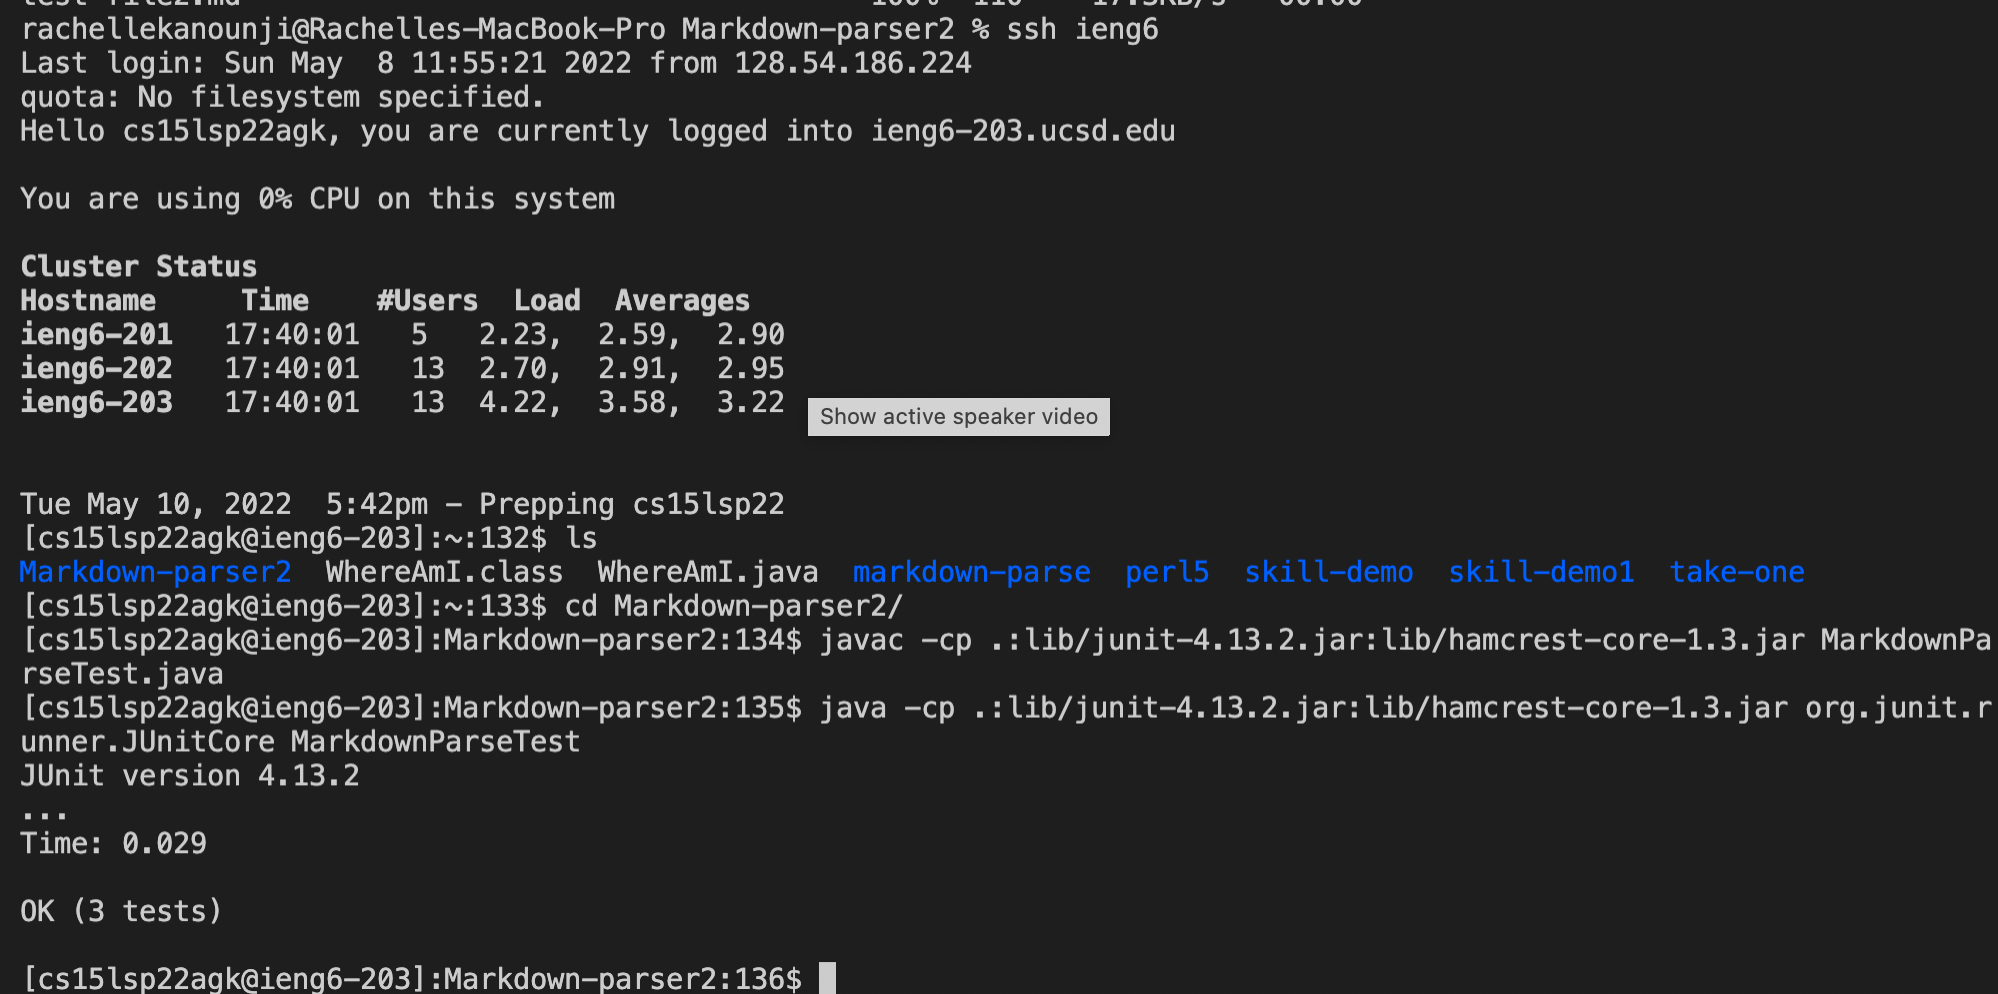 rachellekanounji@Rachelles-MacBook-Pro Markdown-parser2 % ssh ieng6
Last login: Sun May  8 11:55:21 2022 from 128.54.186.224
quota: No filesystem specified.
Hello cs15lsp22agk, you are currently logged into ieng6-203.ucsd.edu
You are using 0% CPU on this system
Cluster Status
Hostname     Time    #Users  Load  Averages
ieng6-201   17:40:01   5   2.23,  2.59,  2.90
ieng6-202   17:40:01   13  2.70,  2.91,  2.95
ieng6-203   17:40:01   13  4.22,  3.58,  3.22
Show active speaker video
Tue May 10, 2022  5:42pm - Prepping cs15lsp22
[cs15lsp22agk@ieng6-203]:~:132$ ls
Markdown-parser2  WhereAmI.class  WhereAmI.java  markdown-parse  perl5  skill-demo  skill-demo1  take-one
[cs15lsp22agk@ieng6-203]:~:133$ cd Markdown-parser2/
[cs15lsp22agk@ieng6-203]:Markdown-parser2:134$ javac -cp .:lib/junit-4.13.2.jar:lib/hamcrest-core-1.3.jar MarkdownPa
rseTest.java
[cs15lsp22agk@ieng6-203]:Markdown-parser2:135$ java -cp .:lib/junit-4.13.2.jar:lib/hamcrest-core-1.3.jar org.junit.r
unner.JUnitCore MarkdownParseTest
JUnit version 4.13.2
...
Time: 0.029
OK (3 tests)
[cs15lsp22agk@ieng6-203]:Markdown-parser2:136$